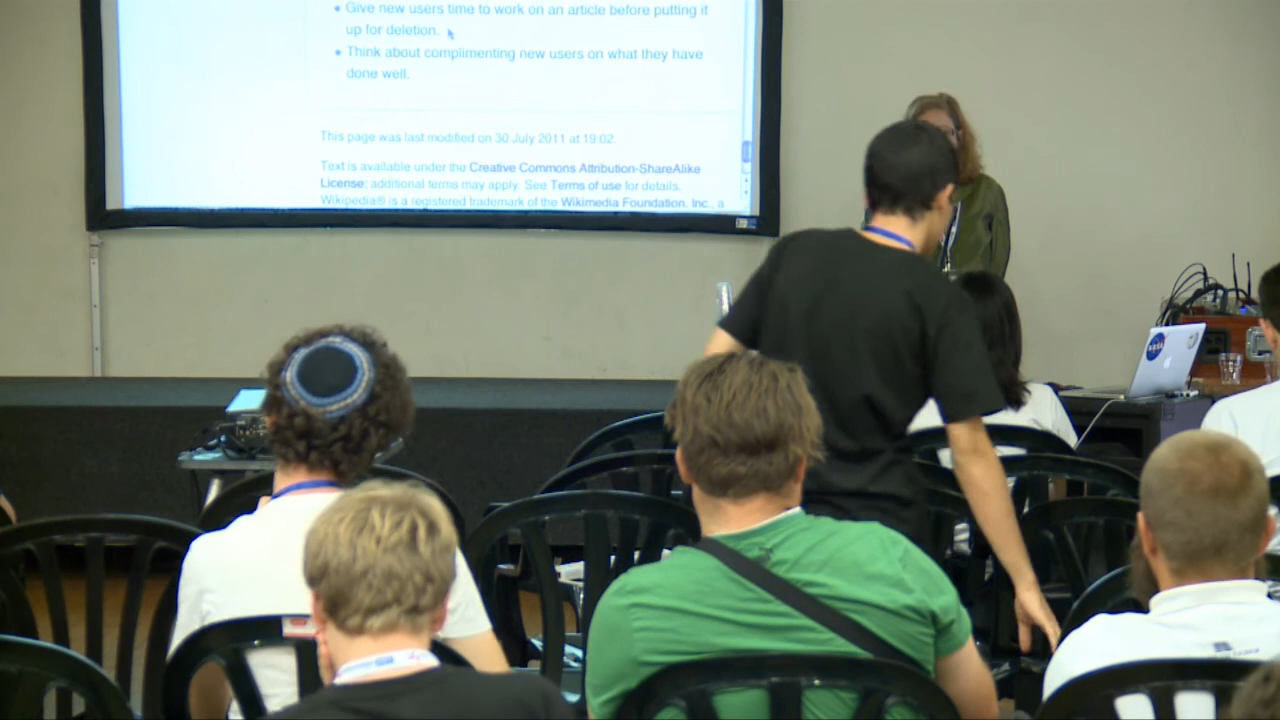 • Give new users time to work on an article before putting it
up for deletion.
• Think about complimenting new users on what they have
done well.
This page was last modified on 30 July 2011 at 19:02.
Text is available under the Creative Commons Attribution-ShareAlike
License; additional terms may apply. See Terms of use for details.
Wikipedia® is a registered trademark of the Wikimedia Foundation, Inc., a
NASA